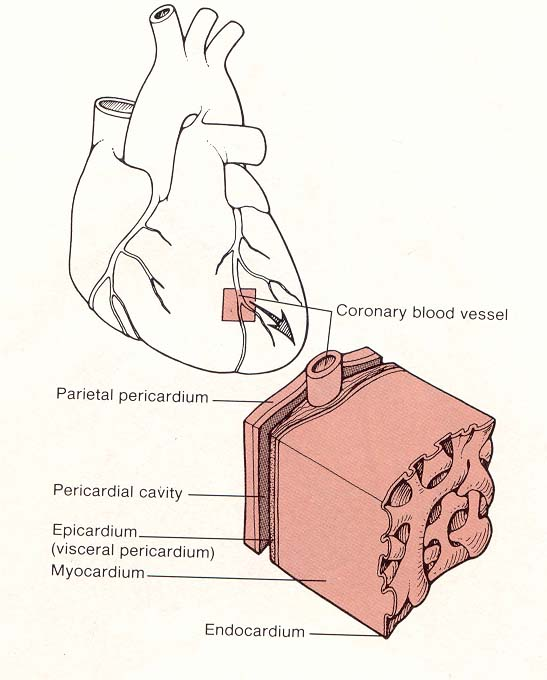 Coronary blood vessel
Parietal pericardium
Pericardial cavity
Epicardium
(visceral pericardium)
Myocardium
Endocardium